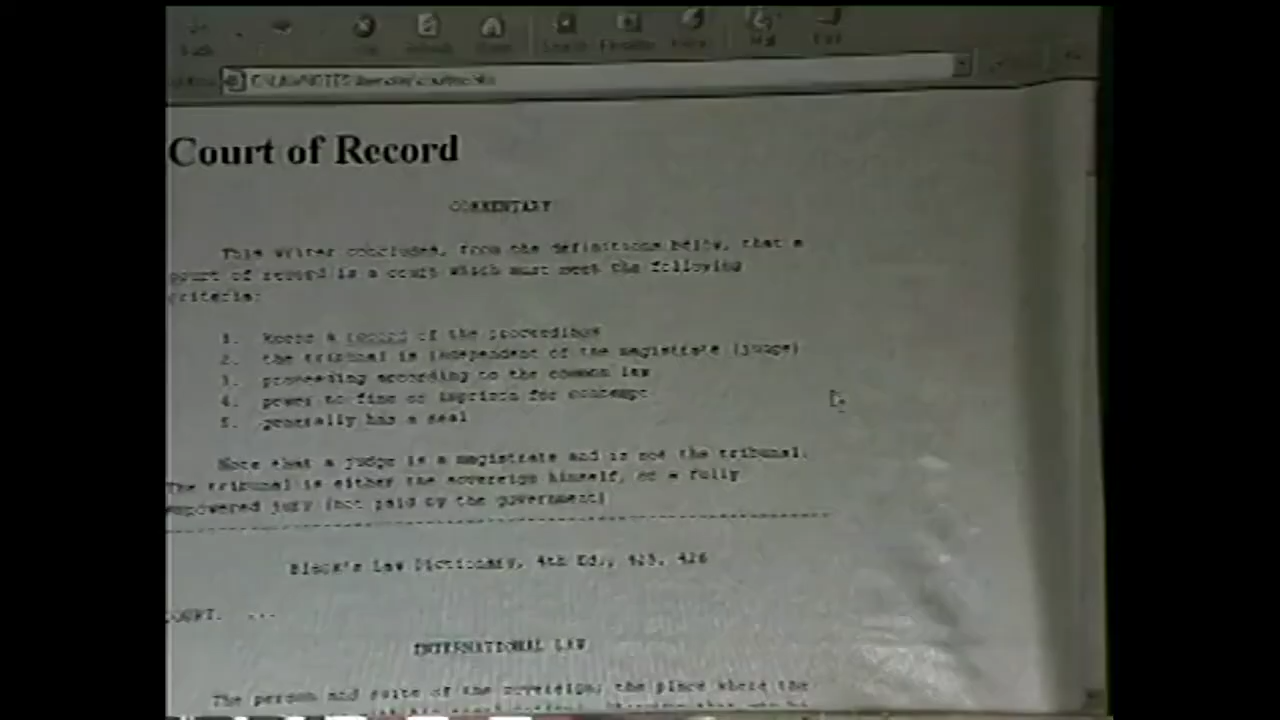 Court of Record
COMMENTARY
This writer concludes, from the definitions below, that a
court of record is a court which must meet the following
criteria:
1. keeps a record of the proceedings
2. the tribunal is independent of the magistrate (judge)
3. proceeding according to the common law
4. power to fine or imprison for contempt
5. generally has a seal
Note that a judge is a magistrate and is not the tribunal.
The tribunal is either the sovereign himself, or a fully
empowered jury (not paid by the government)
Black's Law Dictionary, 4th Ed., 425, 426
COURT. ...
INTERNATIONAL LAW
The person and suite of the sovereign; the place where the